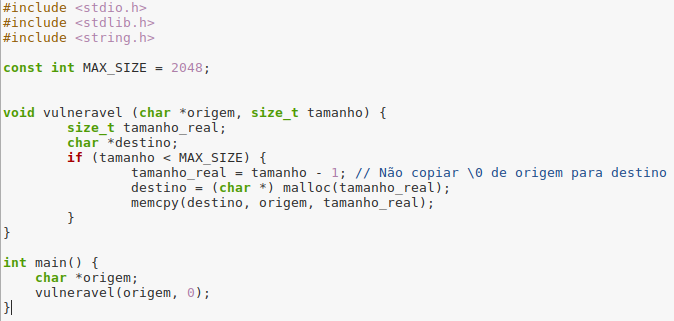 #include <stdio.h>
#include <stdlib.h>
#include <string.h>
const int MAX_SIZE = 2048;
void vulneravel (char *origem, size_t tamanho) {
size_t tamanho_real;
char *destino;
if (tamanho < MAX_SIZE) {
tamanho_real = tamanho - 1; // Não copiar \0 de origem para destino
destino = (char *) malloc(tamanho_real);
memcpy(destino, origem, tamanho_real);
}
}
int main() {
char *origem;
vulneravel(origem, 0);
}